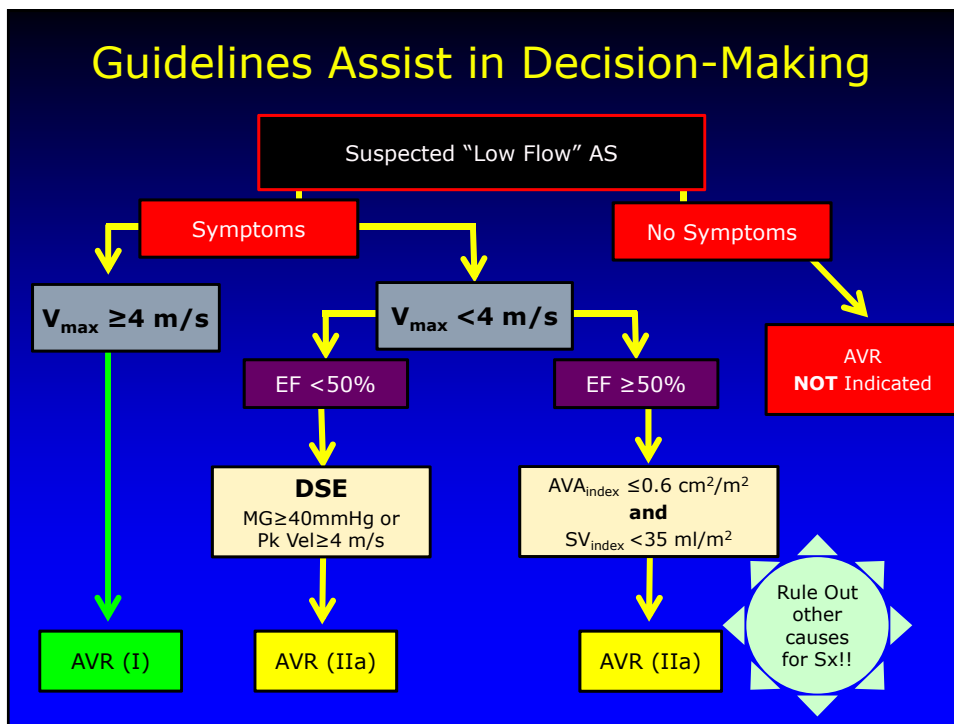 Guidelines Assist in Decision-Making
Suspected “Low Flow” AS
Symptoms
No Symptoms
Vmax ≥4 m/s
Vmax <4 m/s
AVR
NOT Indicated
EF <50%
EF ≥50%
DSE
MG≥40mmHg or
Pk Vel≥4 m/s
AVAindex ≤0.6 cm²/m²
and
SVindex <35 ml/m²
Rule Out
other
causes
for Sx!!
AVR (I)
AVR (IIa)
AVR (IIa)